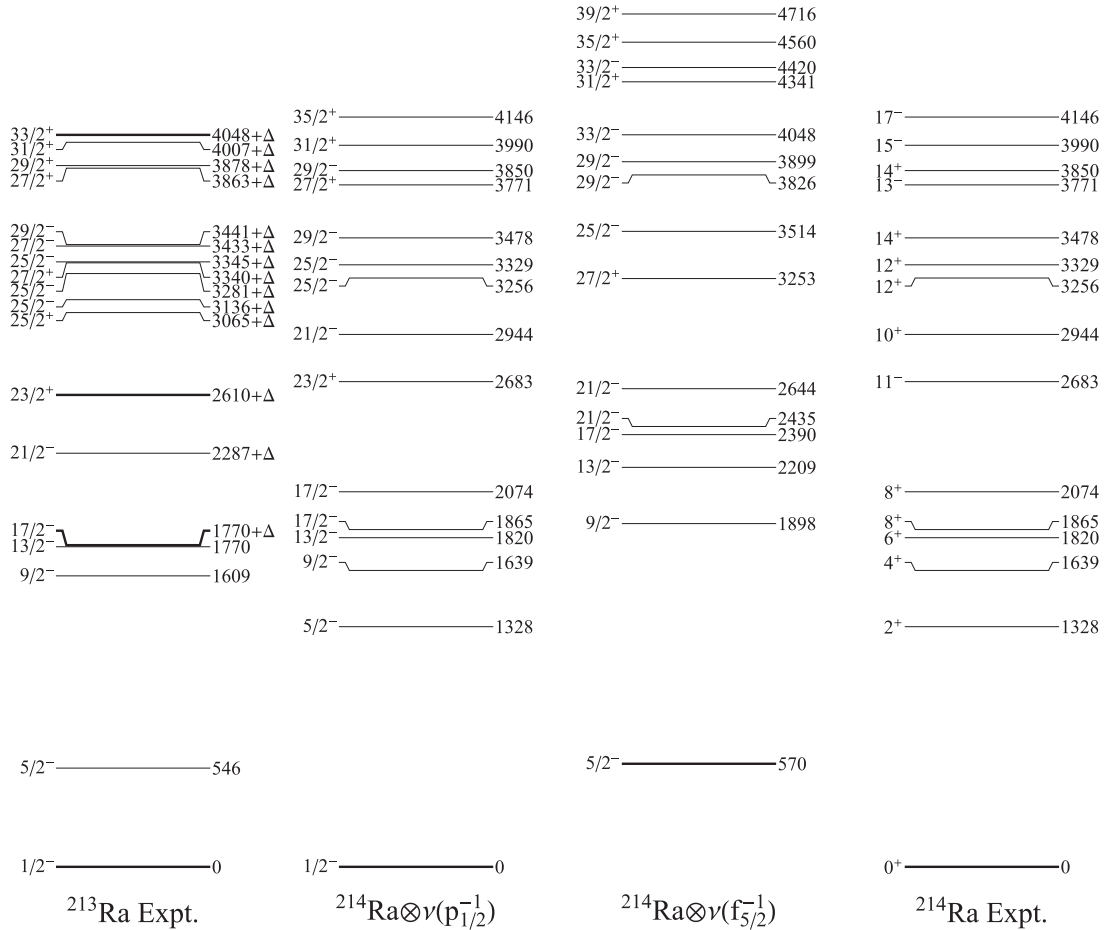 33/2⁺ 4048+Δ
31/2⁺ 4007+Δ
29/2⁺ 3878+Δ
27/2⁺ 3863+Δ
29/2⁻ 3441+Δ
27/2⁻ 3433+Δ
25/2⁻ 3345+Δ
27/2⁺ 3340+Δ
25/2⁻ 3281+Δ
25/2⁻ 3136+Δ
25/2⁺ 3065+Δ
23/2⁺ 2610+Δ
21/2⁻ 2287+Δ
17/2⁻ 1770+Δ
13/2⁻ 1770
9/2⁻ 1609
5/2⁻ 546
1/2⁻ 0
²¹³Ra Expt.
35/2⁺ 4146
31/2⁺ 3990
29/2⁻ 3850
27/2⁺ 3771
29/2⁻ 3478
25/2⁻ 3329
25/2⁻ 3256
21/2⁻ 2944
23/2⁺ 2683
17/2⁻ 2074
17/2⁻ 1865
13/2⁻ 1820
9/2⁻ 1639
5/2⁻ 1328
1/2⁻ 0
²¹⁴Ra⊗ν(p₁/₂⁻¹)
39/2⁺ 4716
35/2⁺ 4560
33/2⁻ 4420
31/2⁺ 4341
33/2⁻ 4048
29/2⁻ 3899
29/2⁻ 3826
25/2⁻ 3514
27/2⁺ 3253
21/2⁻ 2644
21/2⁻ 2435
17/2⁻ 2390
13/2⁻ 2209
9/2⁻ 1898
5/2⁻ 570
²¹⁴Ra⊗ν(f₅/₂⁻¹)
17⁻ 4146
15⁻ 3990
14⁺ 3850
13⁻ 3771
14⁺ 3478
12⁺ 3329
12⁺ 3256
10⁺ 2944
11⁻ 2683
8⁺ 2074
8⁺ 1865
6⁺ 1820
4⁺ 1639
2⁺ 1328
0⁺ 0
²¹⁴Ra Expt.